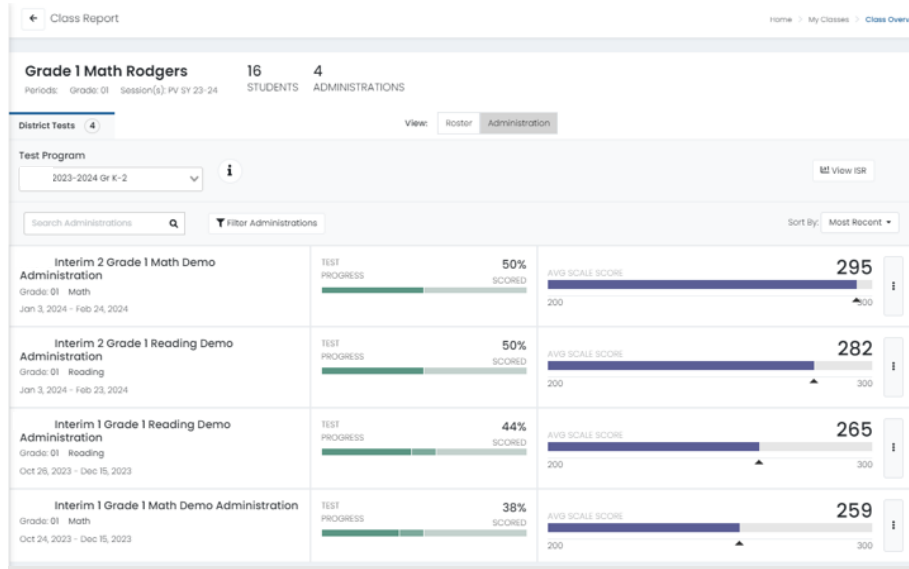 Class Report
Home > My Classes > Class Overv
Grade 1 Math Rodgers
Periods: Grade: 01 Session(s): PV SY 23-24
16
STUDENTS
4
ADMINISTRATIONS
District Tests 4
View: Roster Administration
Test Program
2023-2024 Gr K-2
i
View ISR
Search Administrations
Filter Administrations
Sort By: Most Recent
Interim 2 Grade 1 Math Demo
Administration
Grade: 01 Math
Jan 3, 2024 - Feb 24, 2024
TEST
PROGRESS
50%
SCORED
AVG SCALE SCORE
295
200
300
Interim 2 Grade 1 Reading Demo
Administration
Grade: 01 Reading
Jan 3, 2024 - Feb 23, 2024
TEST
PROGRESS
50%
SCORED
AVG SCALE SCORE
282
200
300
Interim 1 Grade 1 Reading Demo
Administration
Grade: 01 Reading
Oct 26, 2023 - Dec 15, 2023
TEST
PROGRESS
44%
SCORED
AVG SCALE SCORE
265
200
300
Interim 1 Grade 1 Math Demo Administration
Grade: 01 Math
Oct 24, 2023 - Dec 15, 2023
TEST
PROGRESS
38%
SCORED
AVG SCALE SCORE
259
200
300